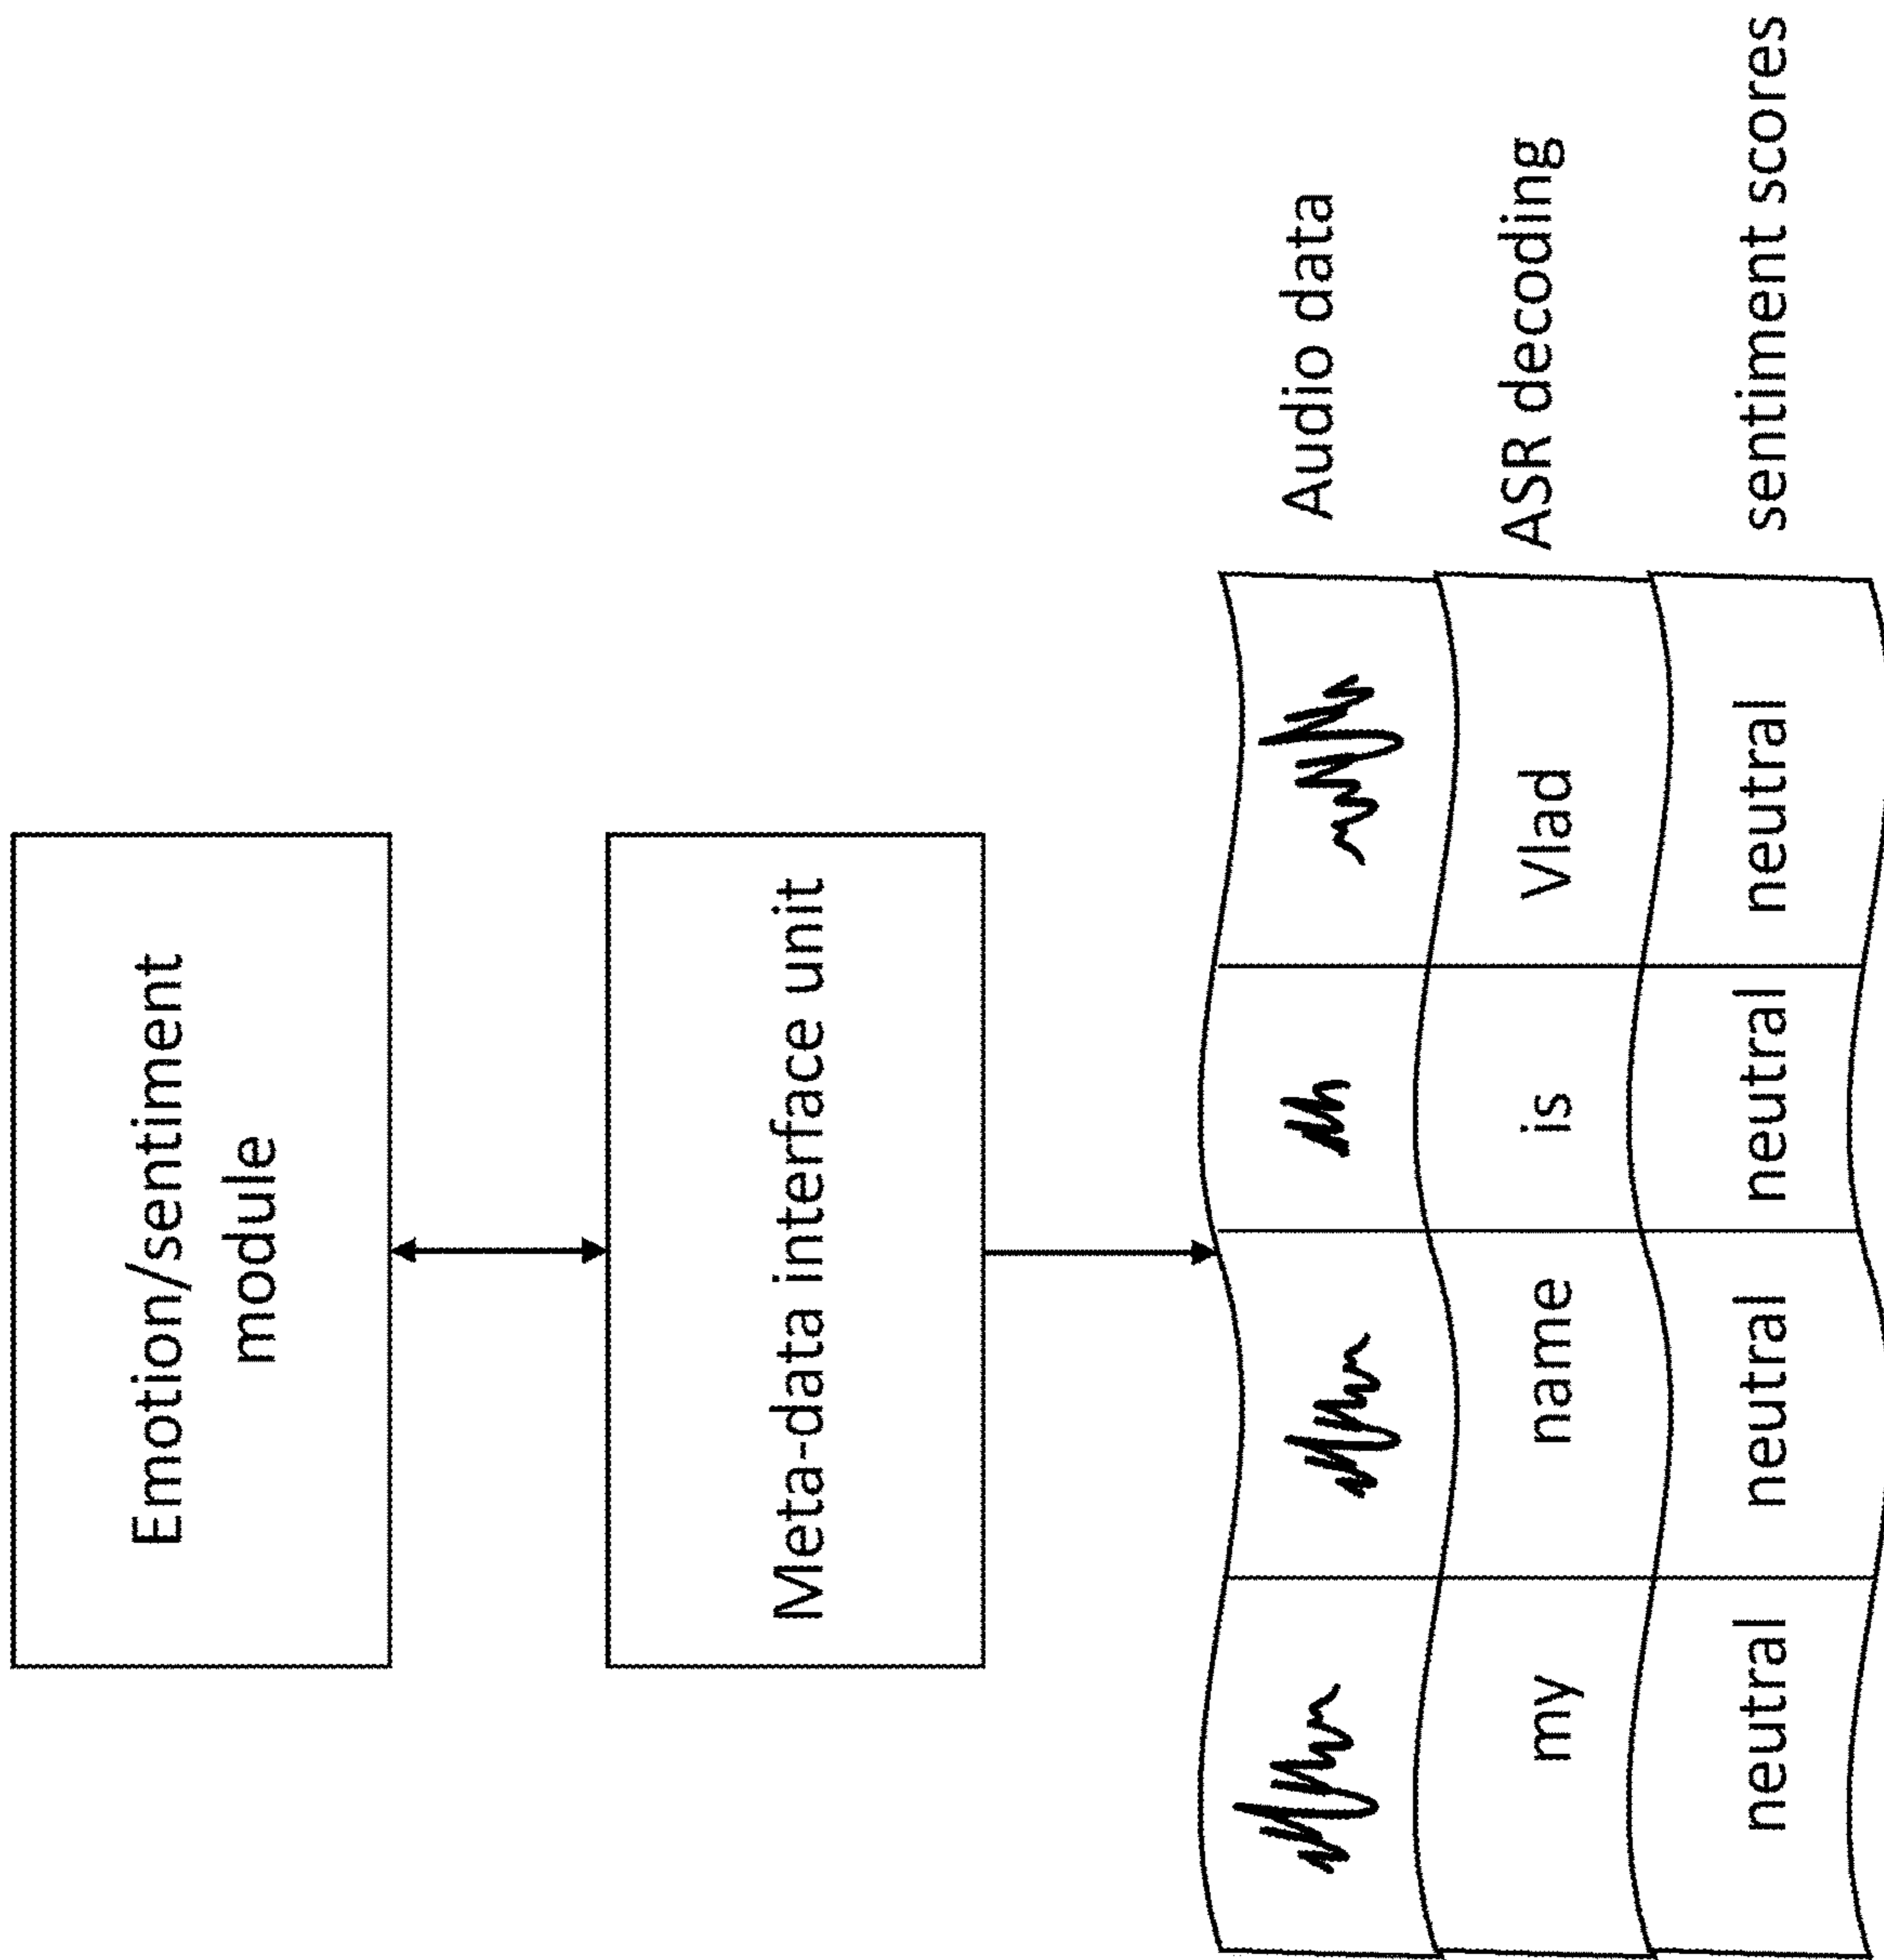 Emotion/sentiment
module
Meta-data interface unit
Audio data
my name is Vlad ASR decoding
neutral neutral neutral neutral sentiment scores